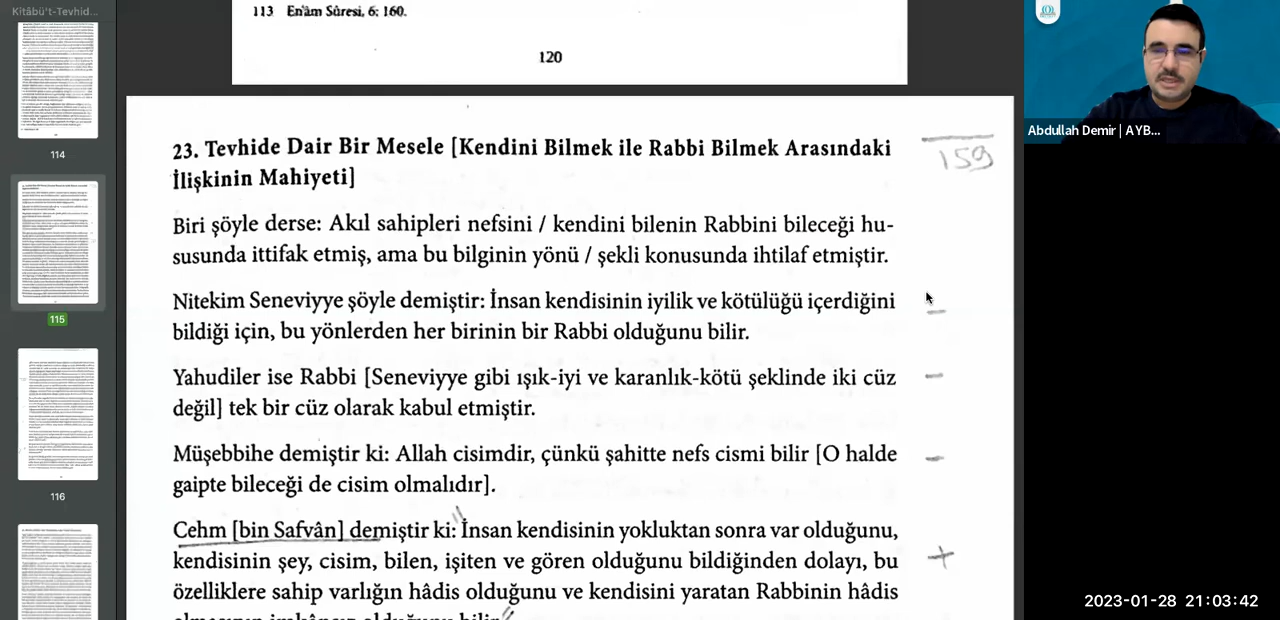 Kitâbü't-Tevhid...
113 En'âm Sûresi, 6: 160.
120
23. Tevhide Dair Bir Mesele [Kendini Bilmek ile Rabbi Bilmek Arasındaki
İlişkinin Mahiyeti]
159
Biri şöyle derse: Akıl sahipleri nefsini / kendini bilenin Rabbini bileceği hu-
susunda ittifak etmiş, ama bu bilginin yönü / şekli konusunda ihtilaf etmiştir.
Nitekim Seneviyye şöyle demiştir: İnsan kendisinin iyilik ve kötülüğü içerdiğini
bildiği için, bu yönlerden her birinin bir Rabbi olduğunu bilir.
Yahudiler ise Rabbi [Seneviyye gibi ışık-iyi ve karanlık-kötü şeklinde iki cüz
değil] tek bir cüz olarak kabul etmiştir.
Müşebbihe demiştir ki: Allah cisimdir, çünkü şahitte nefs cismi bilir [O halde
gaipte bileceği de cisim olmalıdır].
Cehm [bin Safvân] demiştir ki: İnsan kendisinin yokluktan sonra var olduğunu,
kendisinin şey, cisim, bilen, işiten ve gören olduğunu bildiğinden dolayı, bu
özelliklere sahip varlığın hâdis olduğunu ve kendisini yaratan Rabbinin hâdis
olmasının imkânsız olduğunu bilir.
114
115
116
Abdullah Demir | AYB...
2023-01-28 21:03:42